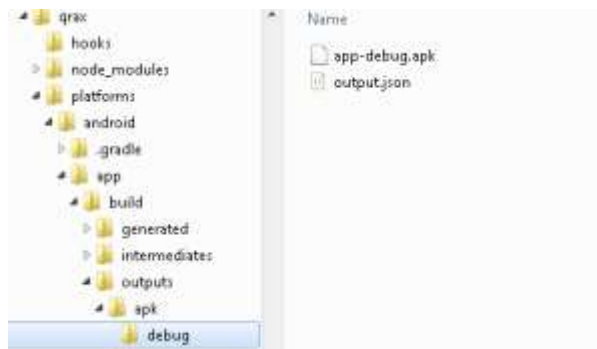 qrax
hooks
node_modules
platforms
android
.gradle
app
build
generated
intermediates
outputs
apk
debug
Name
app-debug.apk
output.json